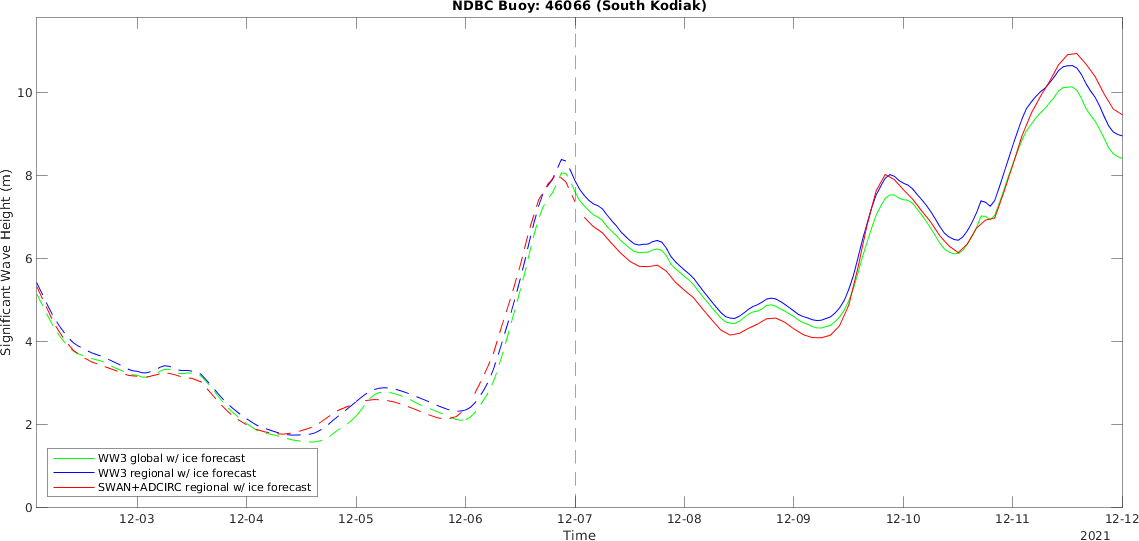 NDBC Buoy: 46066 (South Kodiak)
Significant Wave Height (m)
10
8
6
4
2
0
WW3 global w/ ice forecast
WW3 regional w/ ice forecast
SWAN+ADCIRC regional w/ ice forecast
12-03 12-04 12-05 12-06 12-07 12-08 12-09 12-10 12-11 12-12
Time
2021